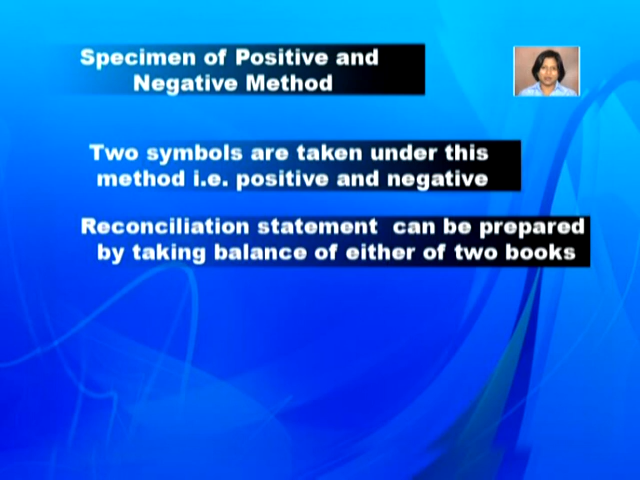 Specimen of Positive and
Negative Method
Two symbols are taken under this
method i.e. positive and negative
Reconciliation statement can be prepared
by taking balance of either of two books